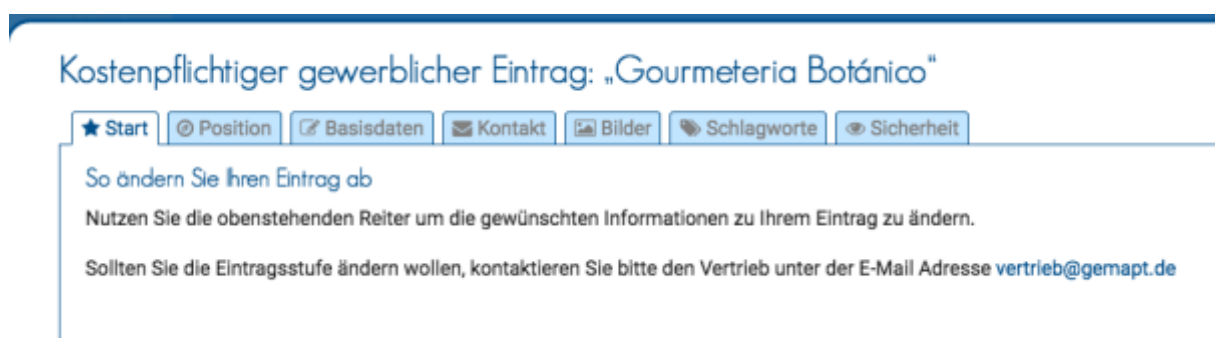 Kostenpflichtiger gewerblicher Eintrag: „Gourmeteria Botánico“
Start Position Basisdaten Kontakt Bilder Schlagworte Sicherheit
So ändern Sie Ihren Eintrag ab
Nutzen Sie die obenstehenden Reiter um die gewünschten Informationen zu Ihrem Eintrag zu ändern.
Sollten Sie die Eintragsstufe ändern wollen, kontaktieren Sie bitte den Vertrieb unter der E-Mail Adresse vertrieb@gemapt.de